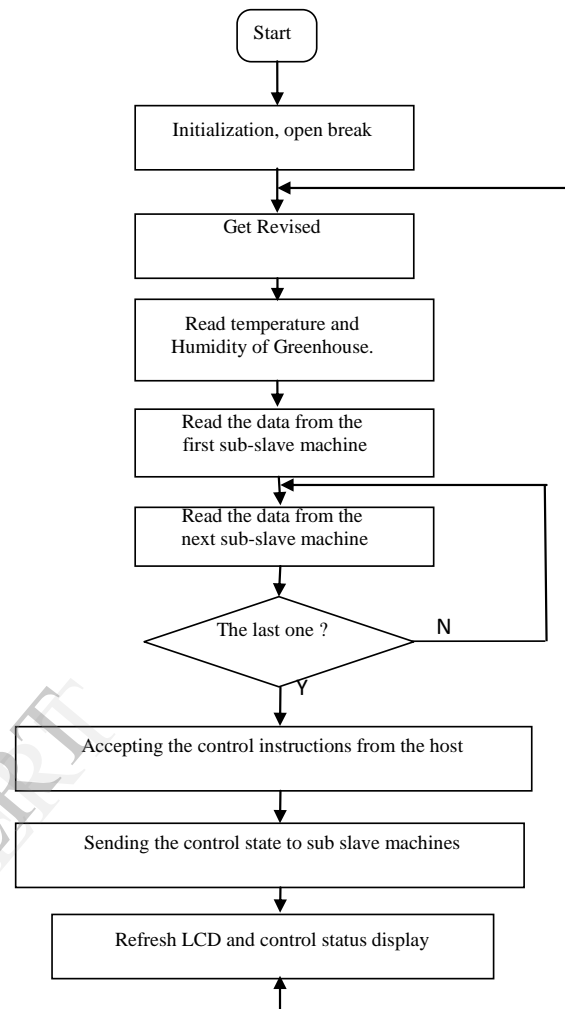 Start
Initialization, open break
Get Revised
Read temperature and
Humidity of Greenhouse.
Read the data from the
first sub-slave machine
Read the data from the
next sub-slave machine
The last one ?
N
Y
Accepting the control instructions from the host
Sending the control state to sub slave machines
Refresh LCD and control status display
ERT